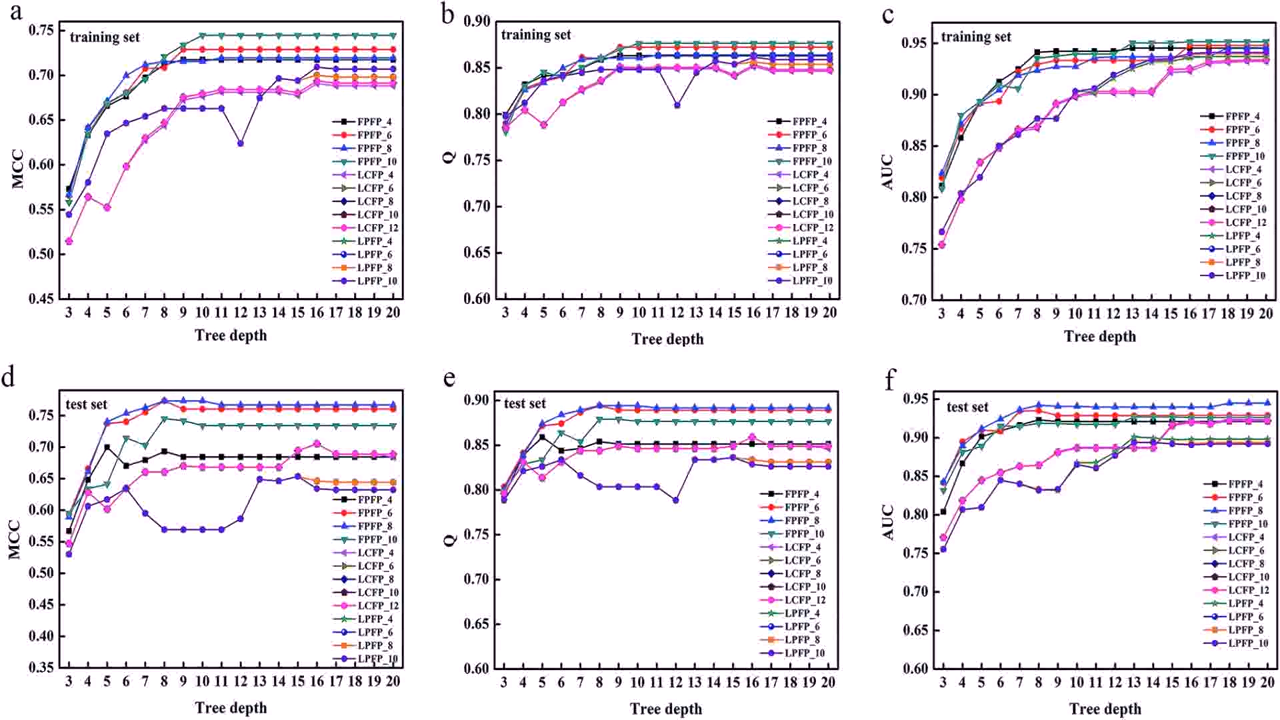 a
training set
0.75
0.70
0.65
0.60
0.55
0.50
0.45
MCC
3 4 5 6 7 8 9 10 11 12 13 14 15 16 17 18 19 20
Tree depth
FPFP_4
FPFP_6
FPFP_8
FPFP_10
LCFP_4
LCFP_6
LCFP_8
LCFP_10
LCFP_12
LPFP_4
LPFP_6
LPFP_8
LPFP_10
b
training set
0.90
0.85
0.80
0.75
0.70
0.65
0.60
Q
3 4 5 6 7 8 9 10 11 12 13 14 15 16 17 18 19 20
Tree depth
FPFP_4
FPFP_6
FPFP_8
FPFP_10
LCFP_4
LCFP_6
LCFP_8
LCFP_10
LCFP_12
LPFP_4
LPFP_6
LPFP_8
LPFP_10
c
training set
0.95
0.90
0.85
0.80
0.75
0.70
AUC
3 4 5 6 7 8 9 10 11 12 13 14 15 16 17 18 19 20
Tree depth
FPFP_4
FPFP_6
FPFP_8
FPFP_10
LCFP_4
LCFP_6
LCFP_8
LCFP_10
LCFP_12
LPFP_4
LPFP_6
LPFP_8
LPFP_10
d
test set
0.75
0.70
0.65
0.60
0.55
0.50
0.45
0.40
0.35
MCC
3 4 5 6 7 8 9 10 11 12 13 14 15 16 17 18 19 20
Tree depth
FPFP_4
FPFP_6
FPFP_8
FPFP_10
LCFP_4
LCFP_6
LCFP_8
LCFP_10
LCFP_12
LPFP_4
LPFP_6
LPFP_8
LPFP_10
e
test set
0.90
0.85
0.80
0.75
0.70
0.65
0.60
Q
3 4 5 6 7 8 9 10 11 12 13 14 15 16 17 18 19 20
Tree depth
FPFP_4
FPFP_6
FPFP_8
FPFP_10
LCFP_4
LCFP_6
LCFP_8
LCFP_10
LCFP_12
LPFP_4
LPFP_6
LPFP_8
LPFP_10
f
test set
0.95
0.90
0.85
0.80
0.75
0.70
0.65
0.60
AUC
3 4 5 6 7 8 9 10 11 12 13 14 15 16 17 18 19 20
Tree depth
FPFP_4
FPFP_6
FPFP_8
FPFP_10
LCFP_4
LCFP_6
LCFP_8
LCFP_10
LCFP_12
LPFP_4
LPFP_6
LPFP_8
LPFP_10